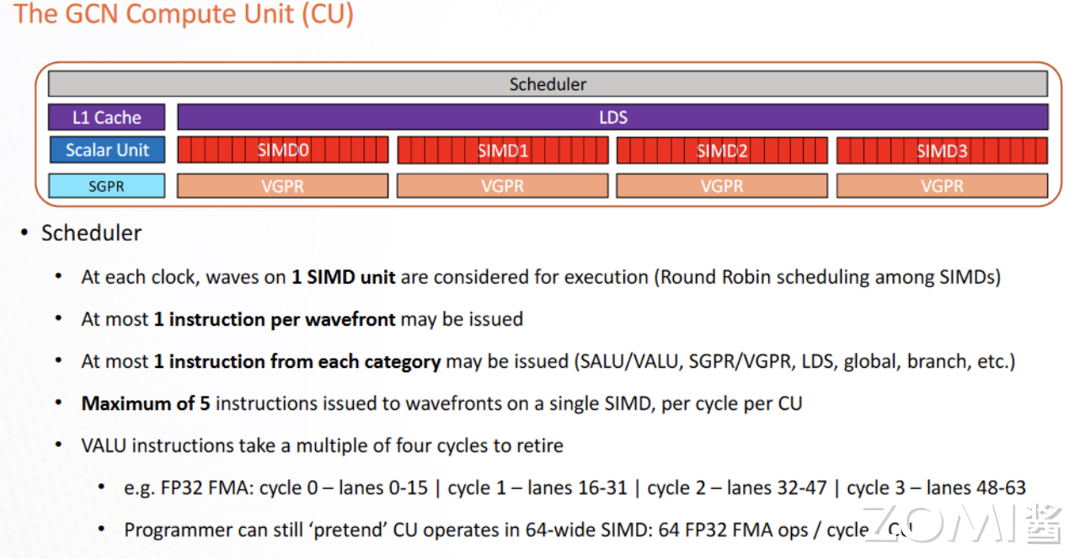 The GCN Compute Unit (CU)
Scheduler
L1 Cache LDS
Scalar Unit SIMD0 SIMD1 SIMD2 SIMD3
SGPR VGPR VGPR VGPR VGPR
• Scheduler
• At each clock, waves on 1 SIMD unit are considered for execution (Round Robin scheduling among SIMDs)
• At most 1 instruction per wavefront may be issued
• At most 1 instruction from each category may be issued (SALU/VALU, SGPR/VGPR, LDS, global, branch, etc.)
• Maximum of 5 instructions issued to wavefronts on a single SIMD, per cycle per CU
• VALU instructions take a multiple of four cycles to retire
• e.g. FP32 FMA: cycle 0 – lanes 0-15 | cycle 1 – lanes 16-31 | cycle 2 – lanes 32-47 | cycle 3 – lanes 48-63
• Programmer can still ‘pretend’ CU operates in 64-wide SIMD: 64 FP32 FMA ops / cycle / CU
ZOMI酱